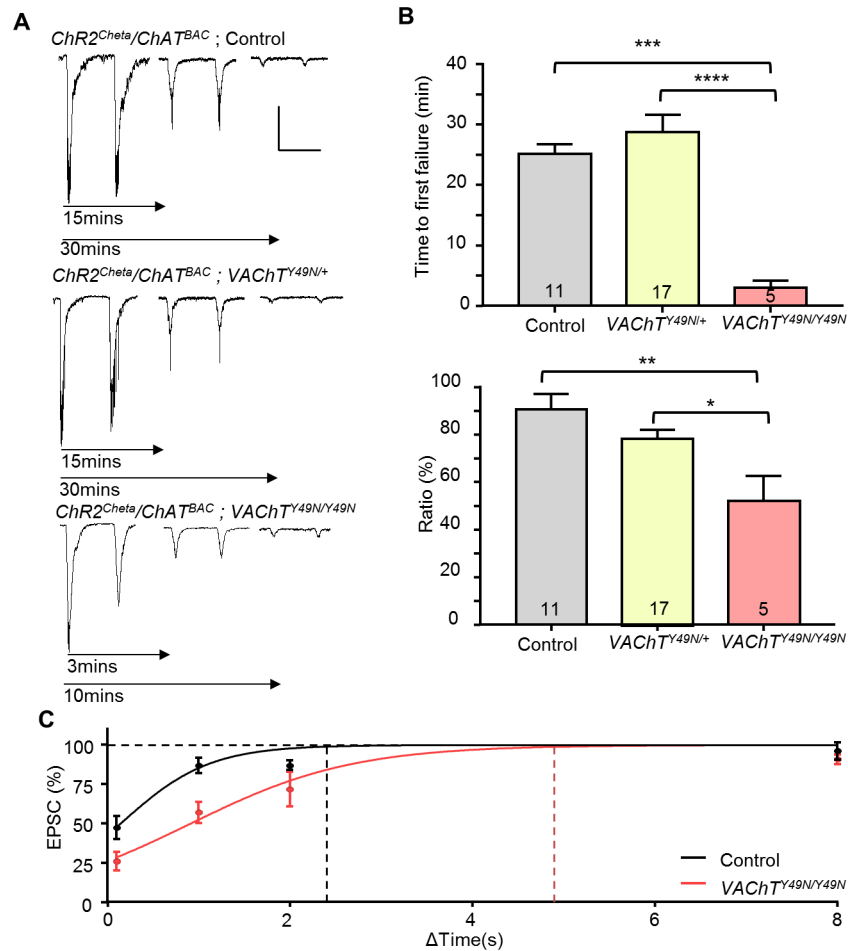 A
ChR2Cheta/ChATBAC ; Control
15mins
30mins
ChR2Cheta/ChATBAC ; VAChTY49N/+
15mins
30mins
ChR2Cheta/ChATBAC ; VAChTY49N/Y49N
3mins
10mins
B
Time to first failure (min)
40
30
20
10
0
***
****
11
17
5
Control
VAChTY49N/+
VAChTY49N/Y49N
Ratio (%)
100
80
60
40
20
0
**
*
11
17
5
Control
VAChTY49N/+
VAChTY49N/Y49N
C
EPSC (%)
100
75
50
25
0
2
4
6
8
ΔTime(s)
Control
VAChTY49N/Y49N